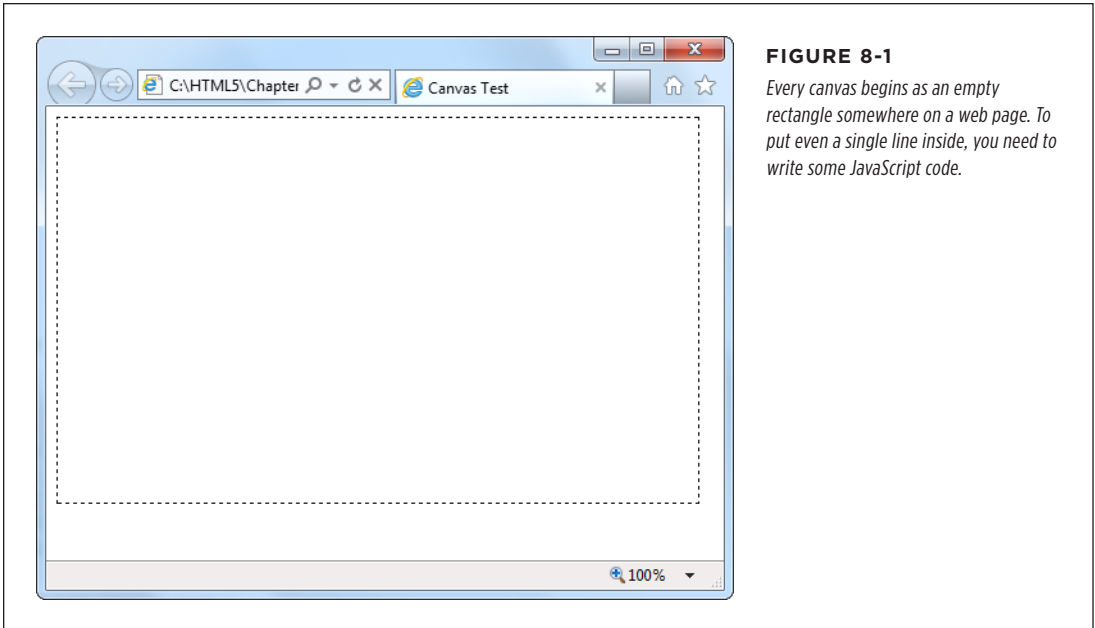 C:\HTML5\Chapter
Canvas Test
100%
FIGURE 8-1
Every canvas begins as an empty
rectangle somewhere on a web page. To
put even a single line inside, you need to
write some JavaScript code.